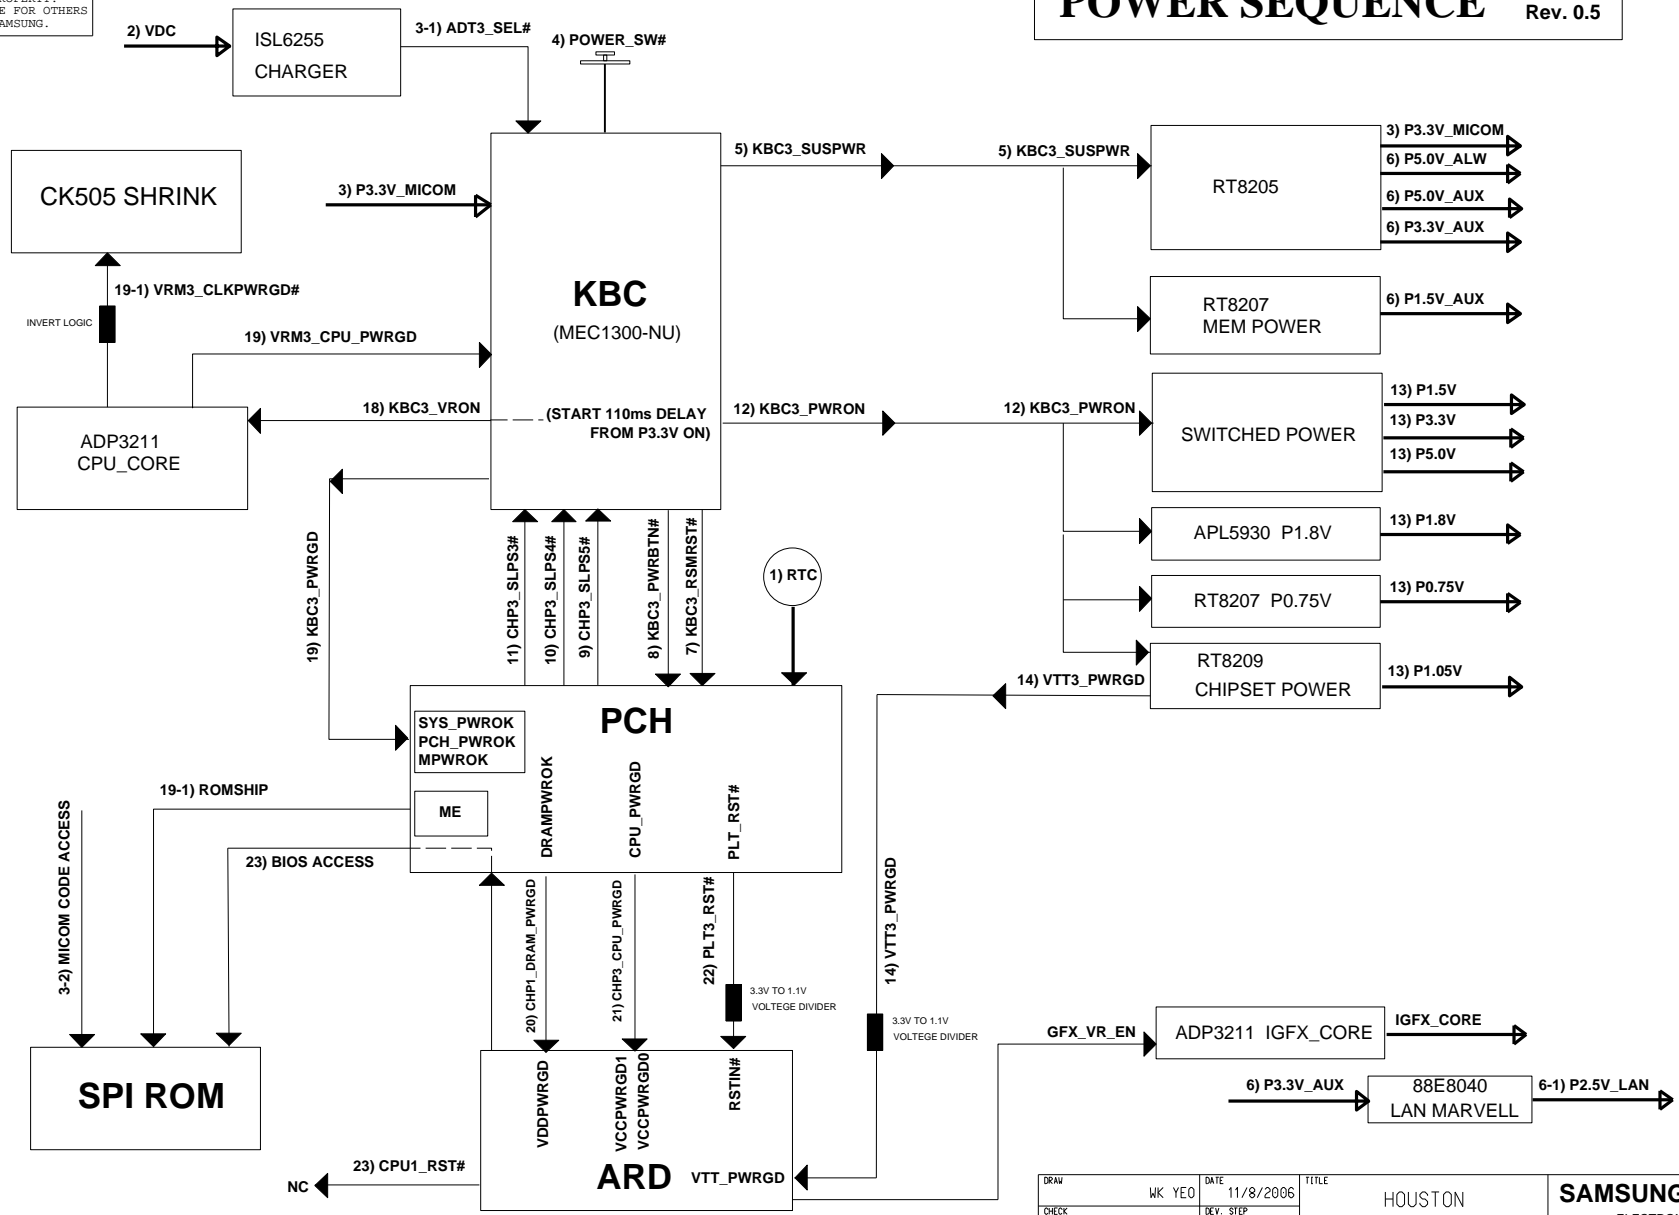 E FOR OTHERS
AMSUNG.
POWER SEQUENCE
Rev. 0.5
2) VDC
ISL6255
CHARGER
3-1) ADT3_SEL#
4) POWER_SW#
CK505 SHRINK
3) P3.3V_MICOM
5) KBC3_SUSPWR
5) KBC3_SUSPWR
RT8205
3) P3.3V_MICOM
6) P5.0V_ALW
6) P5.0V_AUX
6) P3.3V_AUX
19-1) VRM3_CLKPWRGD#
INVERT LOGIC
KBC
(MEC1300-NU)
RT8207
MEM POWER
6) P1.5V_AUX
19) VRM3_CPU_PWRGD
18) KBC3_VRON
(START 110ms DELAY
FROM P3.3V ON)
12) KBC3_PWRON
12) KBC3_PWRON
SWITCHED POWER
13) P1.5V
13) P3.3V
13) P5.0V
ADP3211
CPU_CORE
APL5930 P1.8V
13) P1.8V
19) KBC3_PWRGD
11) CHP3_SLPS3#
10) CHP3_SLPS4#
9) CHP3_SLPS5#
8) KBC3_PWRBTN#
7) KBC3_RSMRST#
1) RTC
RT8207 P0.75V
13) P0.75V
RT8209
CHIPSET POWER
13) P1.05V
14) VTT3_PWRGD
PCH
SYS_PWROK
PCH_PWROK
MPWROK
ME
DRAMPWROK
CPU_PWRGD
PLT_RST#
19-1) ROMSHIP
23) BIOS ACCESS
3-2) MICOM CODE ACCESS
20) CHP1_DRAM_PWRGD
21) CHP3_CPU_PWRGD
22) PLT3_RST#
14) VTT3_PWRGD
3.3V TO 1.1V
VOLTEGE DIVIDER
3.3V TO 1.1V
VOLTEGE DIVIDER
GFX_VR_EN
ADP3211 IGFX_CORE
IGFX_CORE
6) P3.3V_AUX
88E8040
LAN MARVELL
6-1) P2.5V_LAN
SPI ROM
VDDPWRGD
VCCPWRGD1
VCCPWRGD0
RSTIN#
ARD
VTT_PWRGD
23) CPU1_RST#
NC
DRAW
WK YEO
DATE
11/8/2006
TITLE
HOUSTON
SAMSUNG
CHECK
DEV. STEP